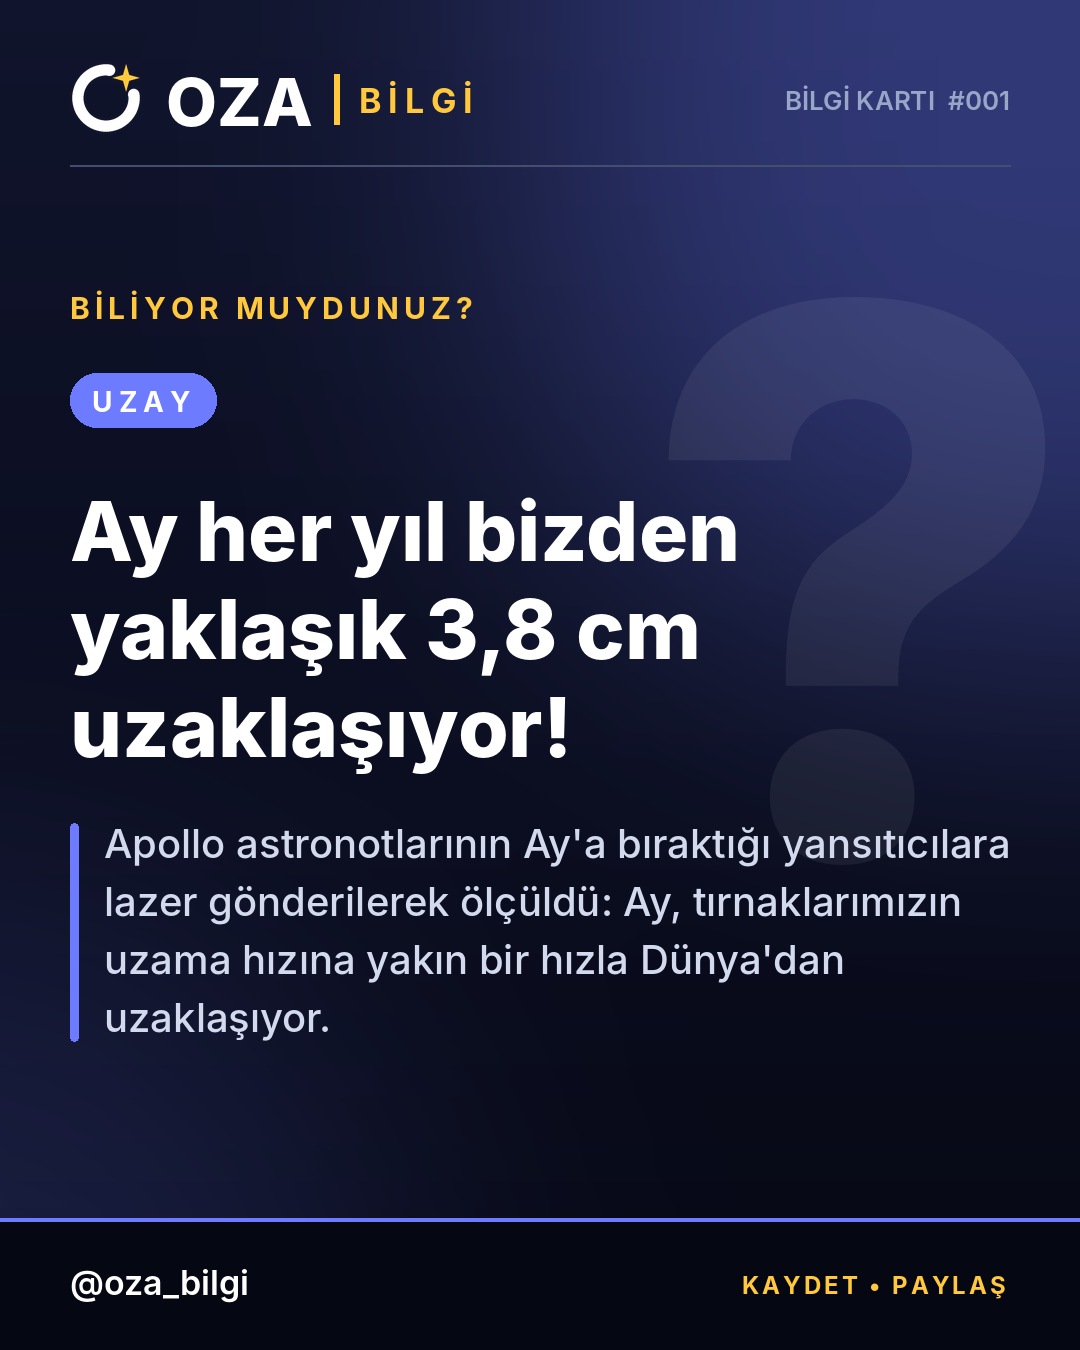 OZA | BİLGİ
BİLGİ KARTI #001
BİLİYOR MUYDUNUZ?
UZAY
Ay her yıl bizden
yaklaşık 3,8 cm
uzaklaşıyor!
Apollo astronotlarının Ay'a bıraktığı yansıtıcılara
lazer gönderilerek ölçüldü: Ay, tırnaklarımızın
uzama hızına yakın bir hızla Dünya'dan
uzaklaşıyor.
@oza_bilgi
KAYDET • PAYLAŞ